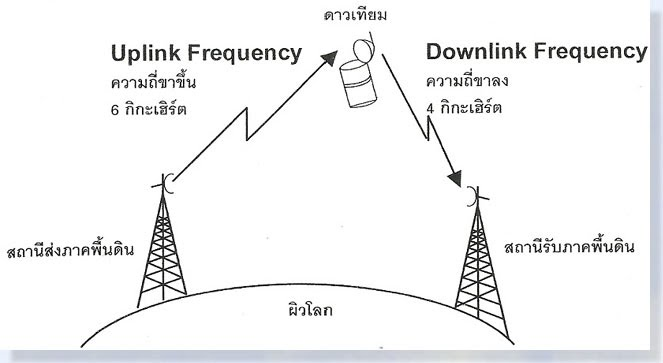 ดาวเทียม
Uplink Frequency
ความถี่ขาขึ้น
6 กิกะเฮิร์ต
Downlink Frequency
ความถี่ขาลง
4 กิกะเฮิร์ต
สถานีส่งภาคพื้นดิน
สถานีรับภาคพื้นดิน
ผิวโลก